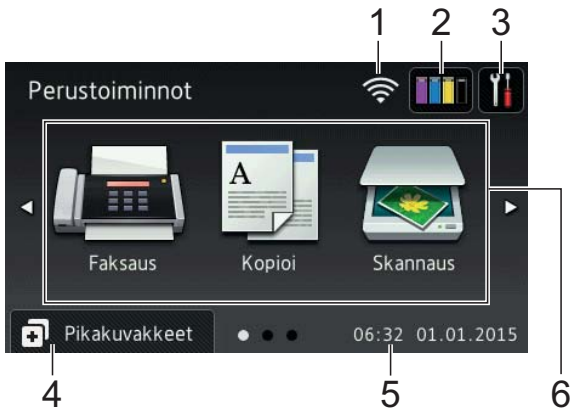 1 2 3
Perustoiminnot
A
Faksaus Kopioi Skannaus
Pikakuvakkeet 06:32 01.01.2015
4 5 6